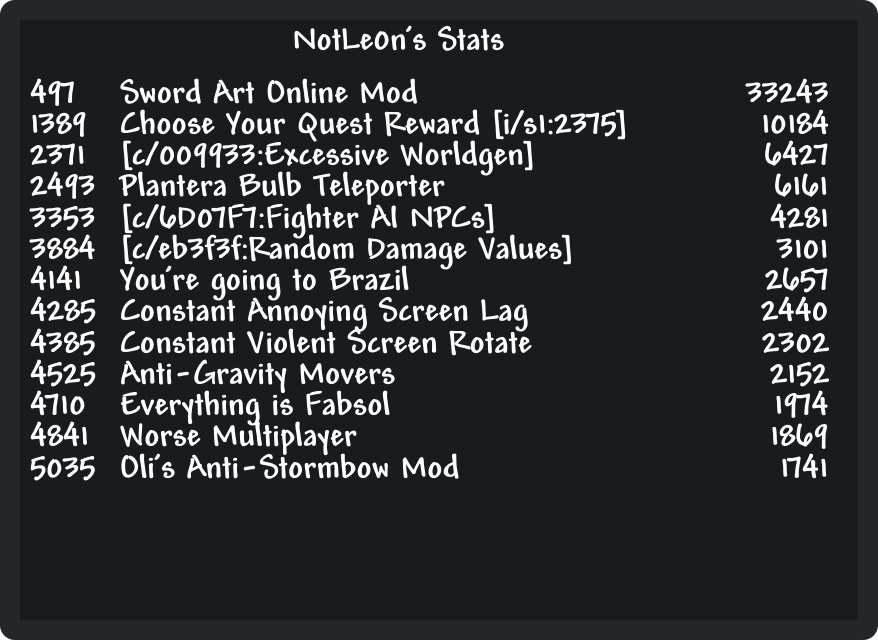 NotLe0n's Stats
497 Sword Art Online Mod 33243
1389 Choose Your Quest Reward [i/s1:2375] 10184
2371 [c/009933:Excessive Worldgen] 6427
2493 Plantera Bulb Teleporter 6161
3353 [c/6D07F7:Fighter AI NPCs] 4281
3884 [c/eb3f3f:Random Damage Values] 3101
4141 You're going to Brazil 2657
4285 Constant Annoying Screen Lag 2440
4385 Constant Violent Screen Rotate 2302
4525 Anti-Gravity Movers 2152
4710 Everything is Fabsol 1974
4841 Worse Multiplayer 1869
5035 Oli's Anti-Stormbow Mod 1741